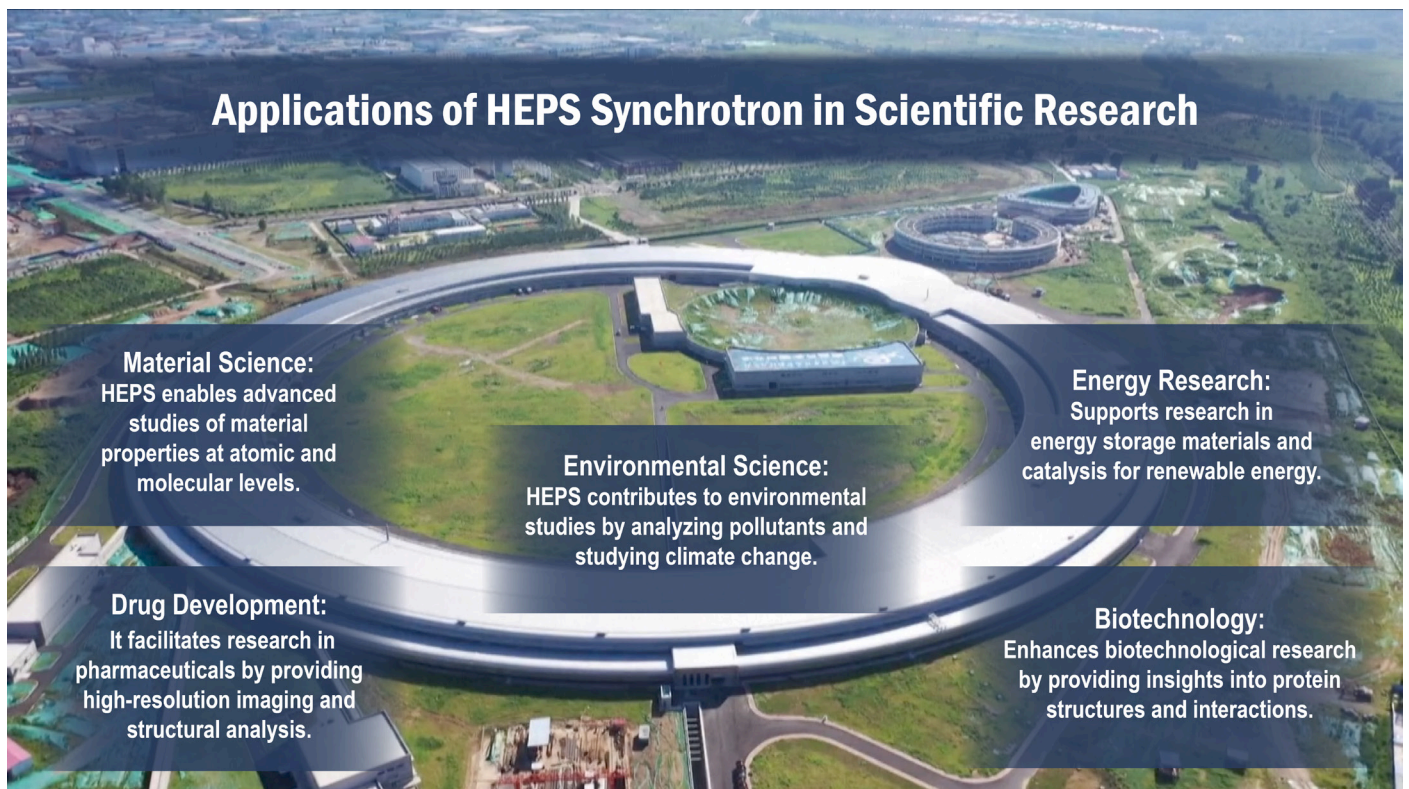 Applications of HEPS Synchrotron in Scientific Research
Material Science:
HEPS enables advanced
studies of material
properties at atomic and
molecular levels.
Environmental Science:
HEPS contributes to environmental
studies by analyzing pollutants and
studying climate change.
Energy Research:
Supports research in
energy storage materials and
catalysis for renewable energy.
Drug Development:
It facilitates research in
pharmaceuticals by providing
high-resolution imaging and
structural analysis.
Biotechnology:
Enhances biotechnological research
by providing insights into protein
structures and interactions.